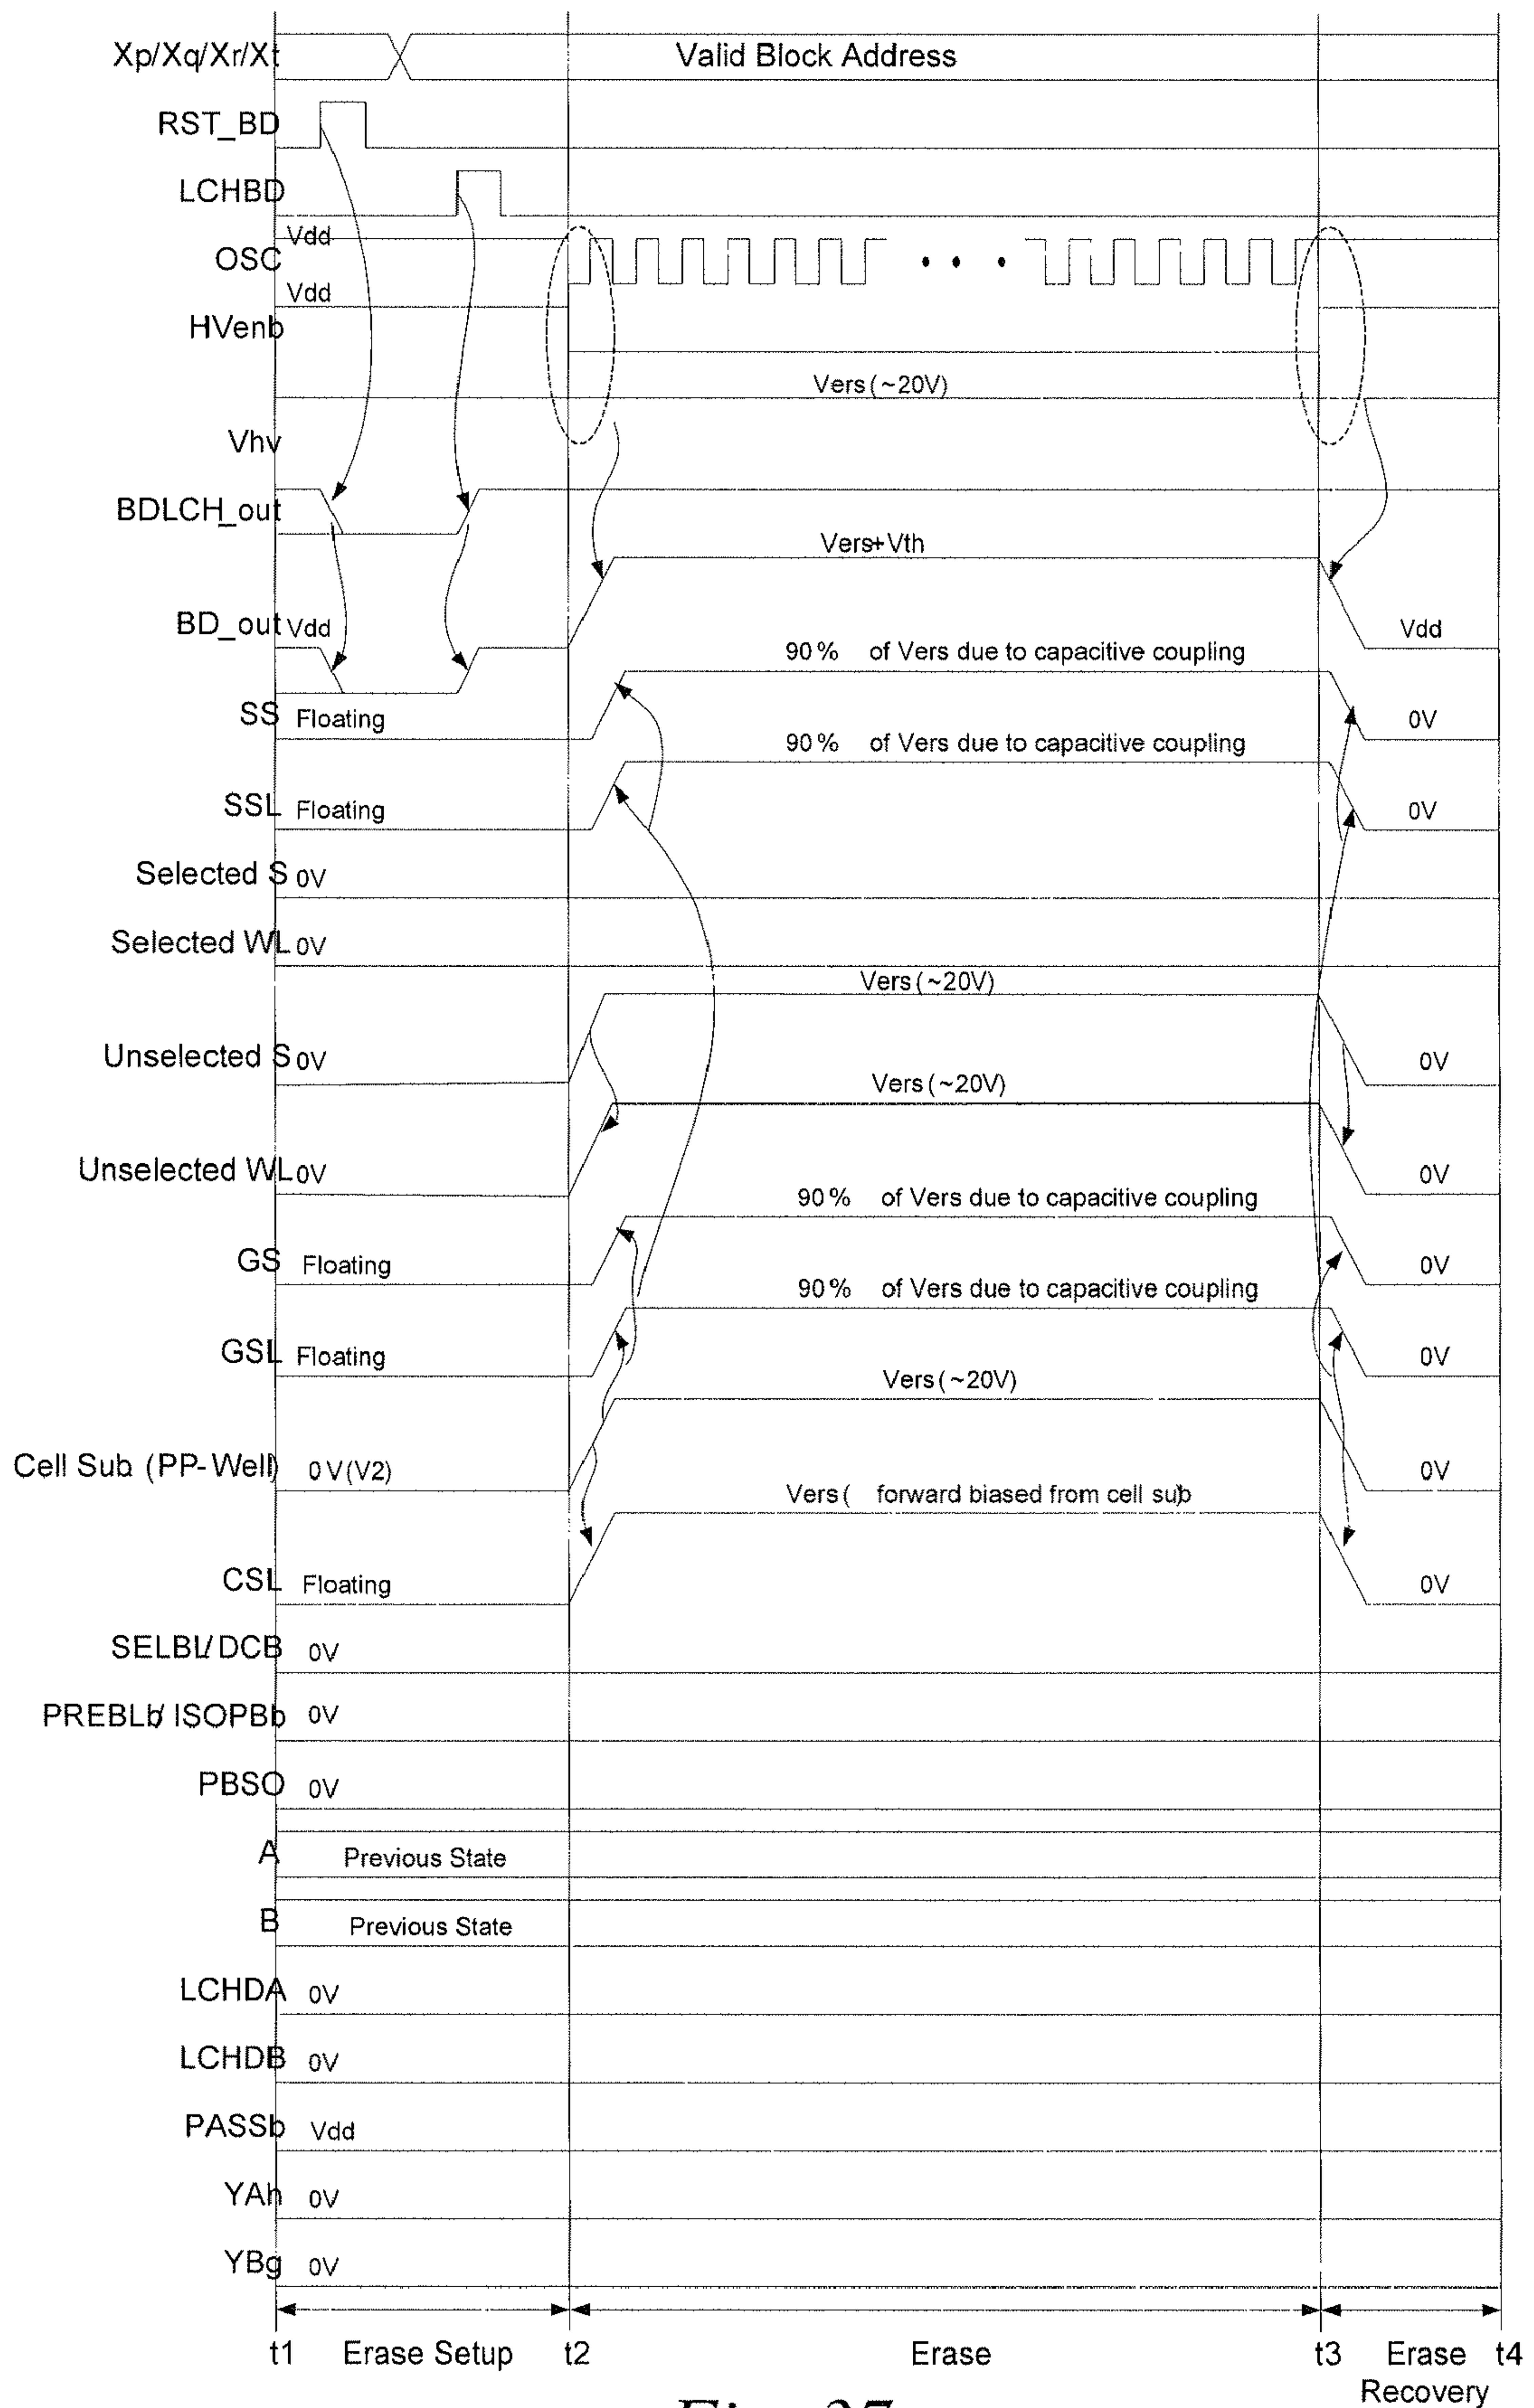 Xp/Xq/Xr/Xt Valid Block Address
RST_BD
LCHBD
Vdd
OSC
Vdd
HVenb
Vers(~20V)
Vhv
BDLCH_out
Vers+Vth
BD_out Vdd Vdd
90% of Vers due to capacitive coupling
SS Floating 0V
90% of Vers due to capacitive coupling
SSL Floating 0V
Selected S 0V
Selected WL 0V
Vers(~20V)
Unselected S 0V 0V
Vers(~20V)
Unselected WL 0V 0V
90% of Vers due to capacitive coupling
GS Floating 0V
90% of Vers due to capacitive coupling
GSL Floating 0V
Vers(~20V)
Cell Sub (PP-Well) 0V(V2) 0V
Vers( forward biased from cell sub)
CSL Floating 0V
SELBL/DCB 0V
PREBLb/ISOPBb 0V
PBSO 0V
A Previous State
B Previous State
LCHDA 0V
LCHDB 0V
PASSb Vdd
YAh 0V
YBg 0V
t1 Erase Setup t2 Erase t3 Erase t4
Recovery